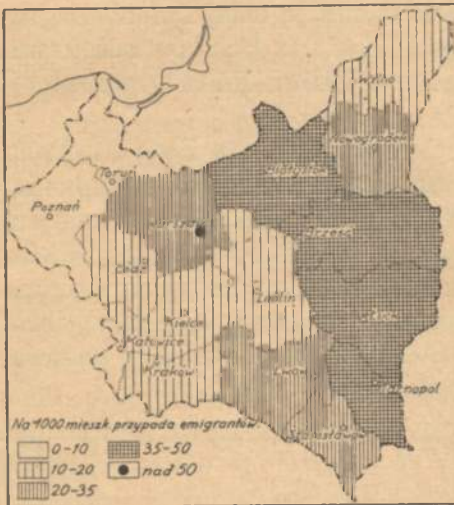 Wilno
Nowogródek
Białystok
Toruń
Poznań
Warszawa
Brześć
Łódź
Lublin
Kielce
Łuck
Katowice
Kraków
Lwów
Tarnopol
Stanisławów
Na 1000 mieszk przypada emigrantów:
0-10
35-50
10-20
nad 50
20-35